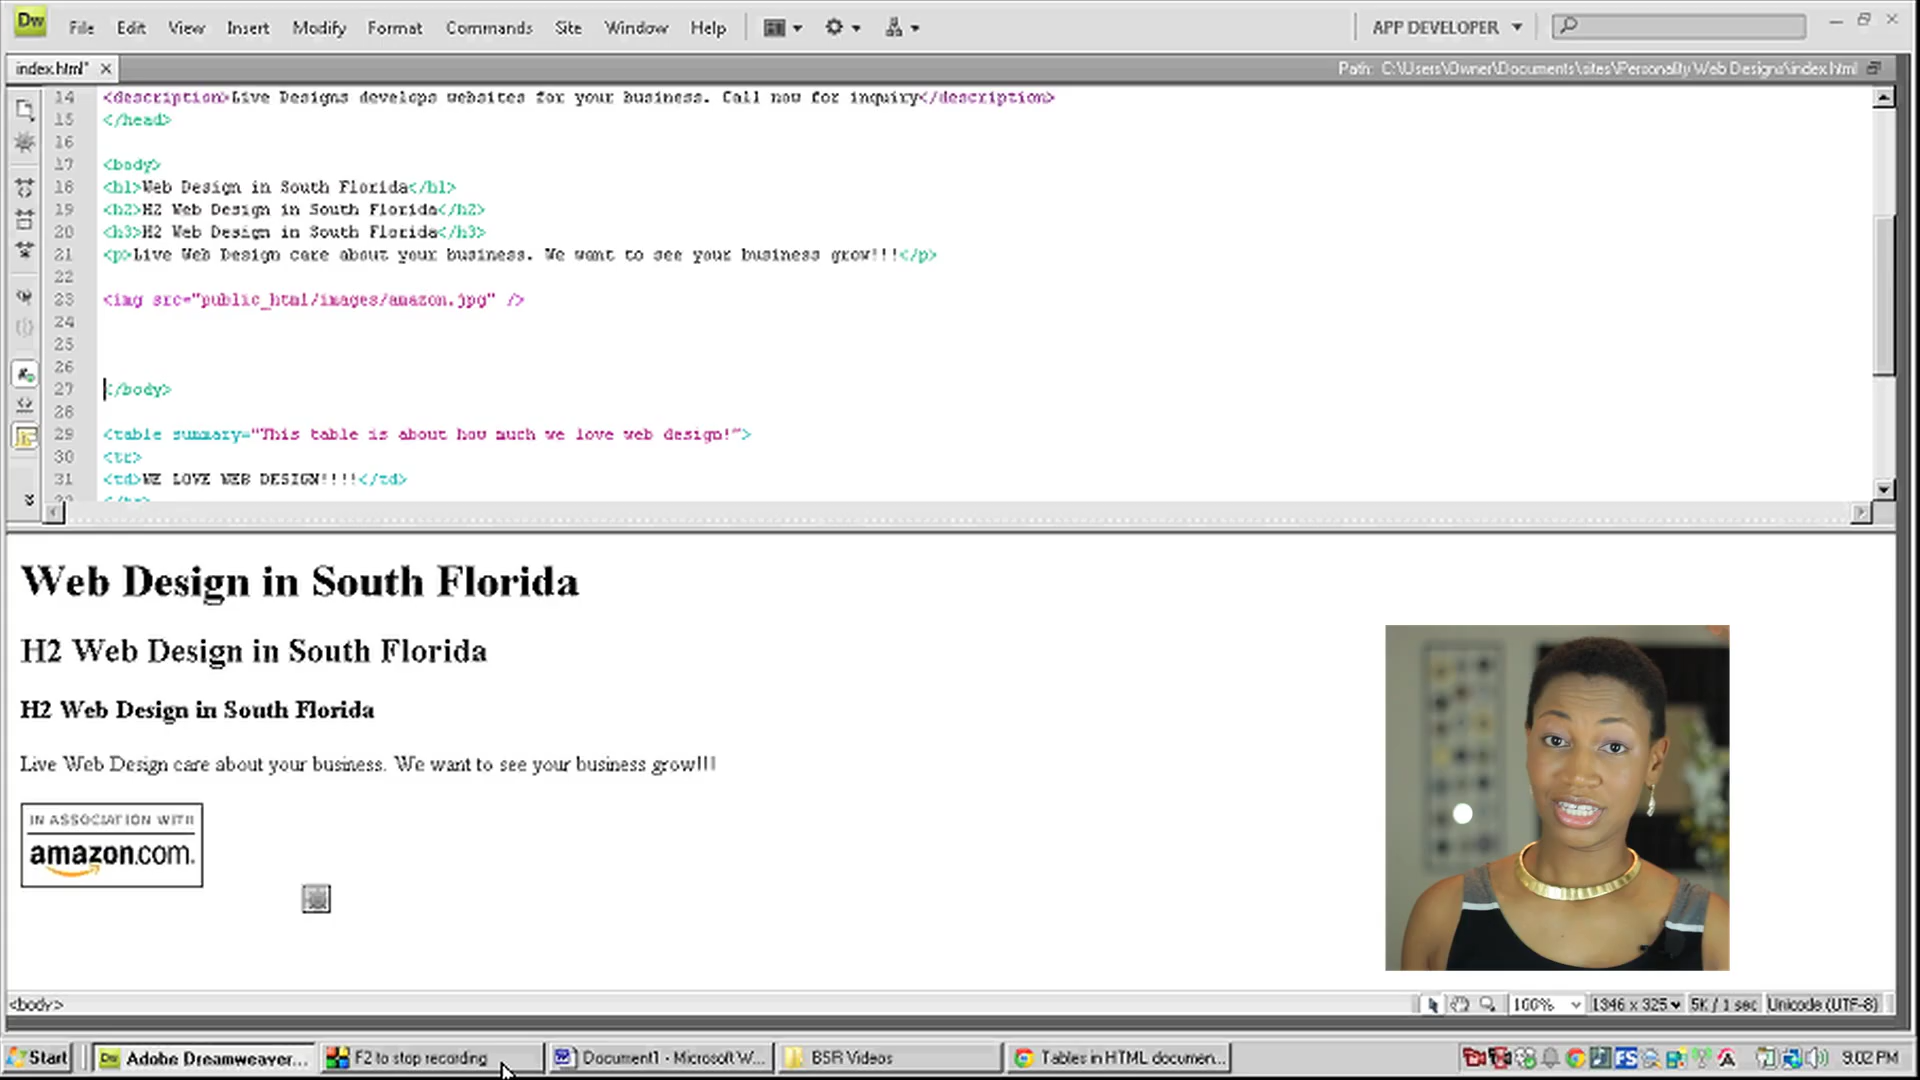 Dw File Edit View Insert Modify Format Commands Site Window Help APP DEVELOPER
index.html* × Path: C:\Users\Owner\Documents\sites\Personality Web Designs\index.html
14 <description>Live Designs develops websites for your business. Call now for inquiry</description>
15 </head>
16
17 <body>
18 <h1>Web Design in South Florida</h1>
19 <h2>H2 Web Design in South Florida</h2>
20 <h3>H2 Web Design in South Florida</h3>
21 <p>Live Web Design care about your business. We want to see your business grow!!!</p>
22
23 <img src="public_html/images/amazon.jpg" />
24
25
26
27 </body>
28
29 <table summary="This table is about how much we love web design!">
30 <tr>
31 <td>WE LOVE WEB DESIGN!!!!</td>
Web Design in South Florida
H2 Web Design in South Florida
H2 Web Design in South Florida
Live Web Design care about your business. We want to see your business grow!!!
IN ASSOCIATION WITH
amazon.com.
<body> 100% 1346 x 325 5K / 1 sec Unicode (UTF-8)
Start Dw Adobe Dreamweaver... F2 to stop recording Document1 - Microsoft W... BSR Videos Tables in HTML documen... FS 9:02 PM